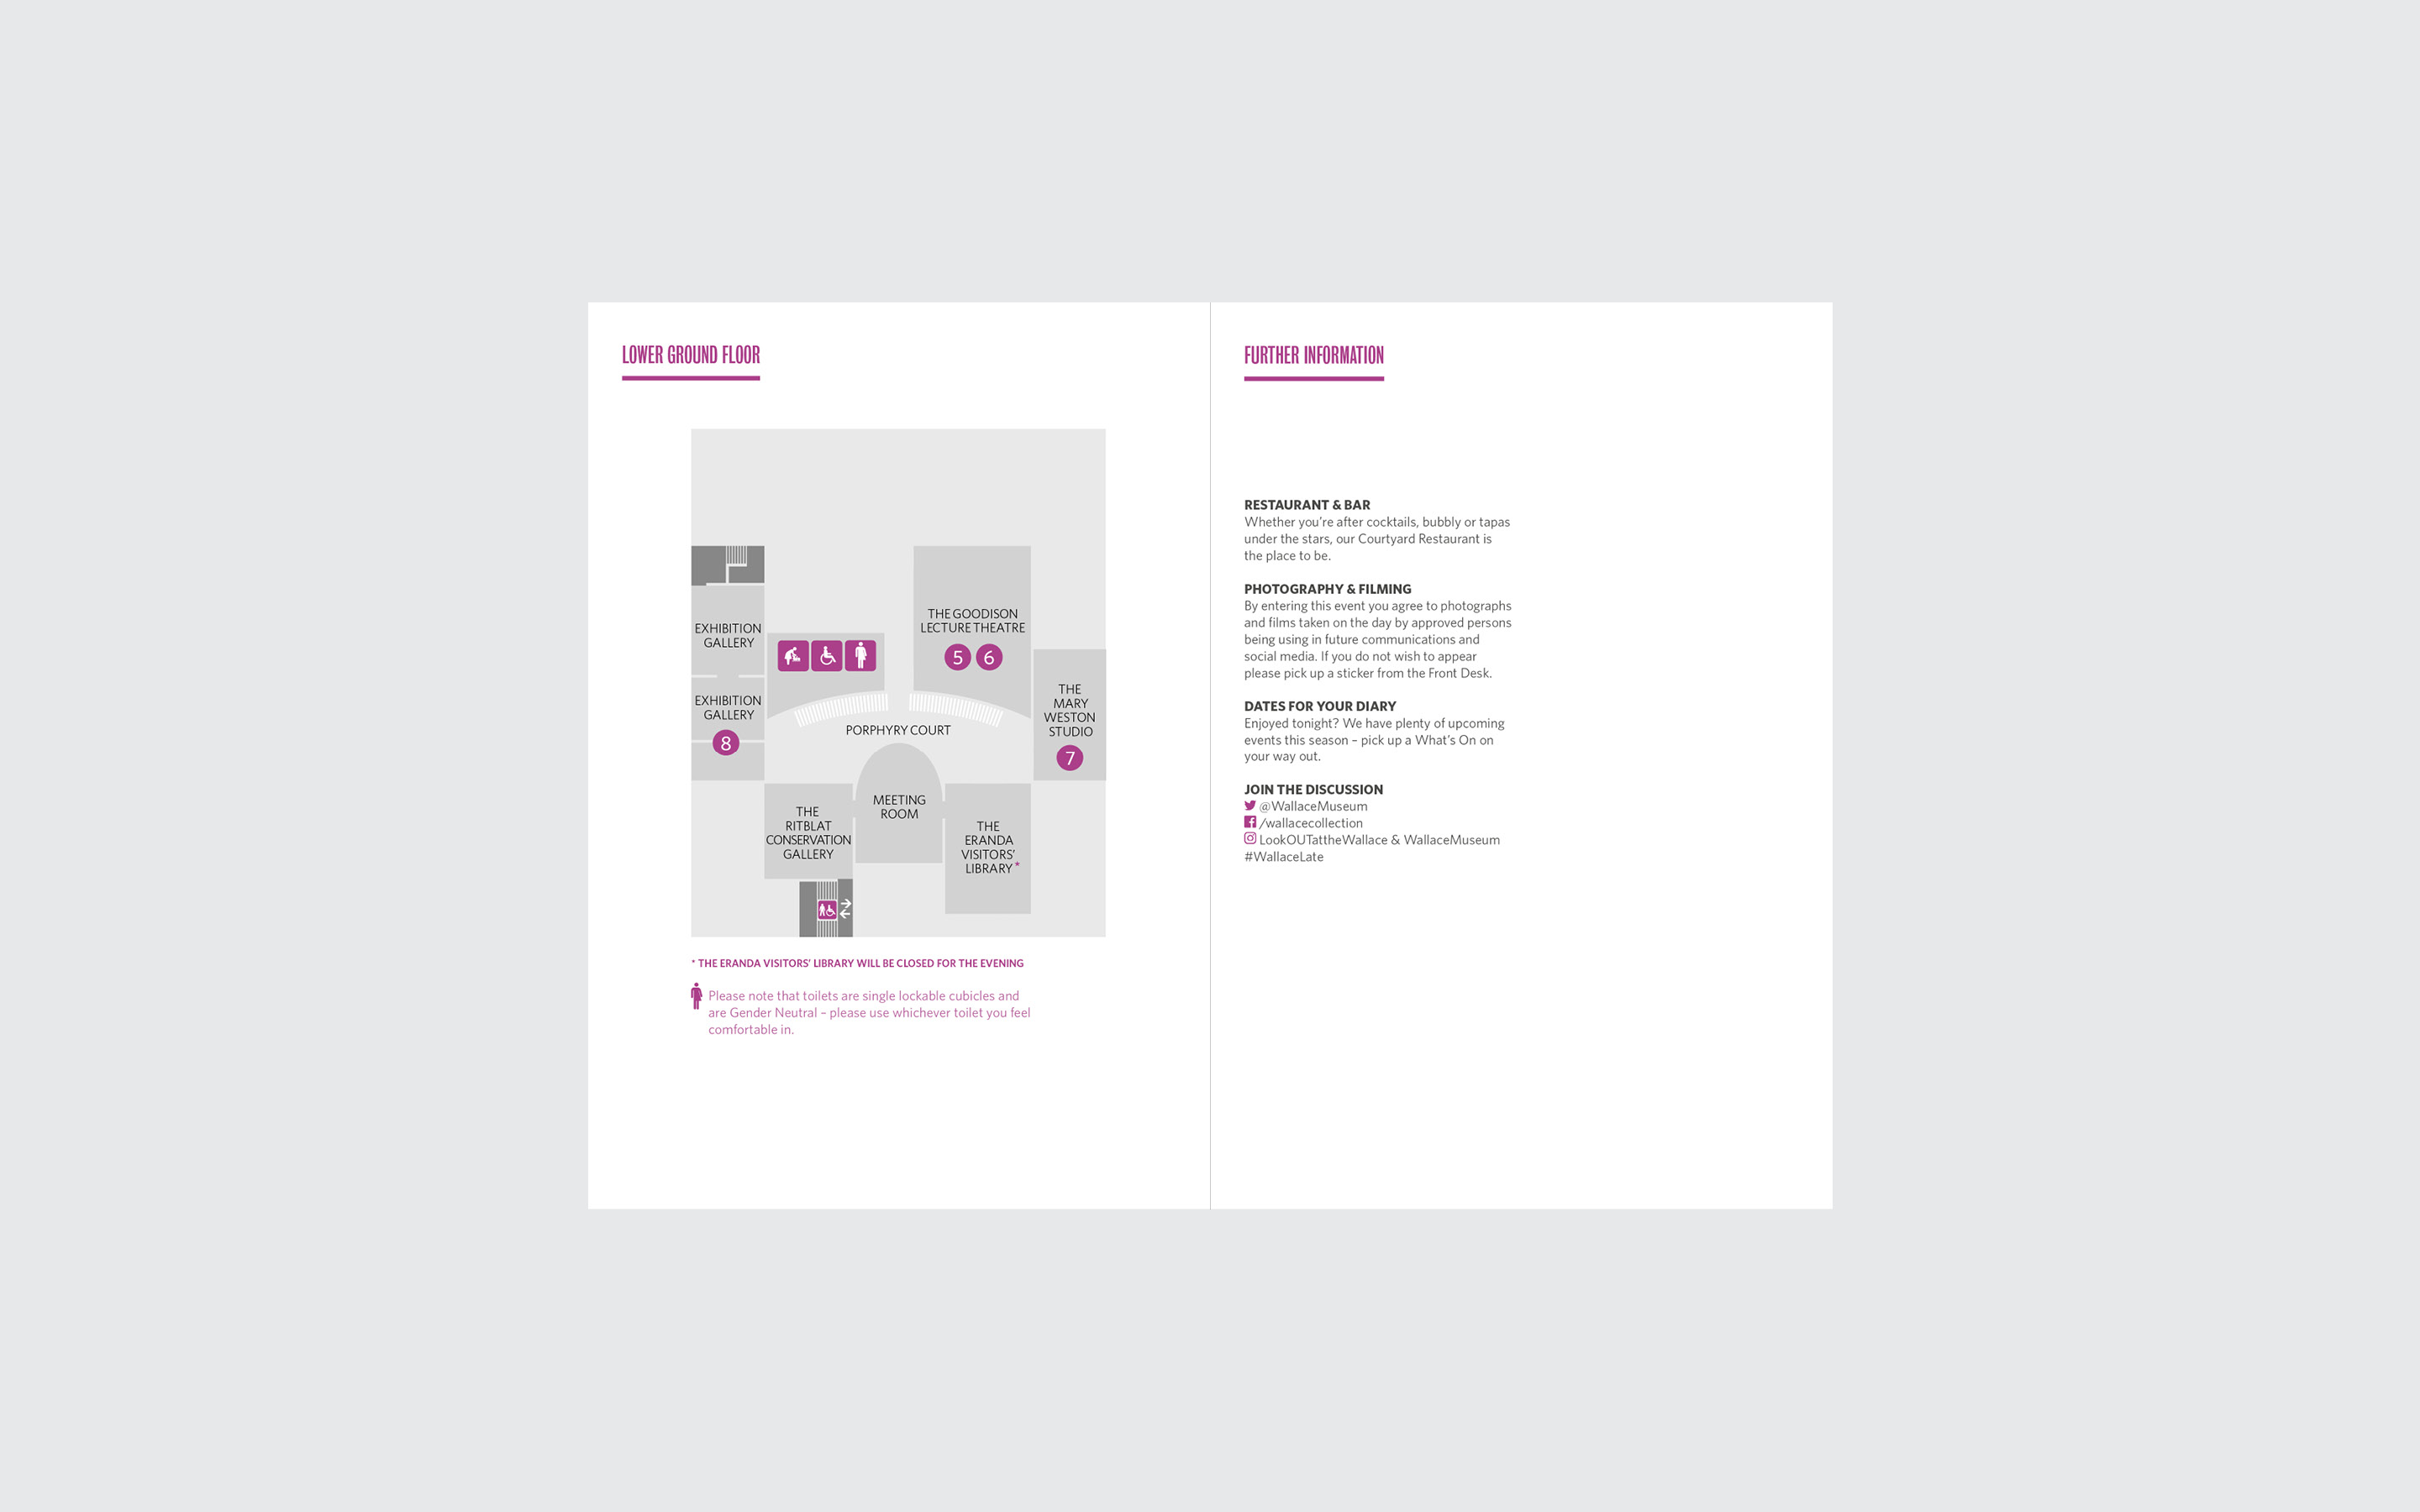 LOWER GROUND FLOOR
EXHIBITION
GALLERY
EXHIBITION
GALLERY
8
THE GOODISON
LECTURE THEATRE
5 6
THE
MARY
WESTON
STUDIO
7
PORPHYRY COURT
MEETING
ROOM
THE
RITBLAT
CONSERVATION
GALLERY
THE
ERANDA
VISITORS’
LIBRARY*
* THE ERANDA VISITORS’ LIBRARY WILL BE CLOSED FOR THE EVENING
Please note that toilets are single lockable cubicles and
are Gender Neutral – please use whichever toilet you feel
comfortable in.
FURTHER INFORMATION
RESTAURANT & BAR
Whether you’re after cocktails, bubbly or tapas
under the stars, our Courtyard Restaurant is
the place to be.
PHOTOGRAPHY & FILMING
By entering this event you agree to photographs
and films taken on the day by approved persons
being using in future communications and
social media. If you do not wish to appear
please pick up a sticker from the Front Desk.
DATES FOR YOUR DIARY
Enjoyed tonight? We have plenty of upcoming
events this season – pick up a What’s On on
your way out.
JOIN THE DISCUSSION
@WallaceMuseum
/wallacecollection
LookOUTattheWallace & WallaceMuseum
#WallaceLate